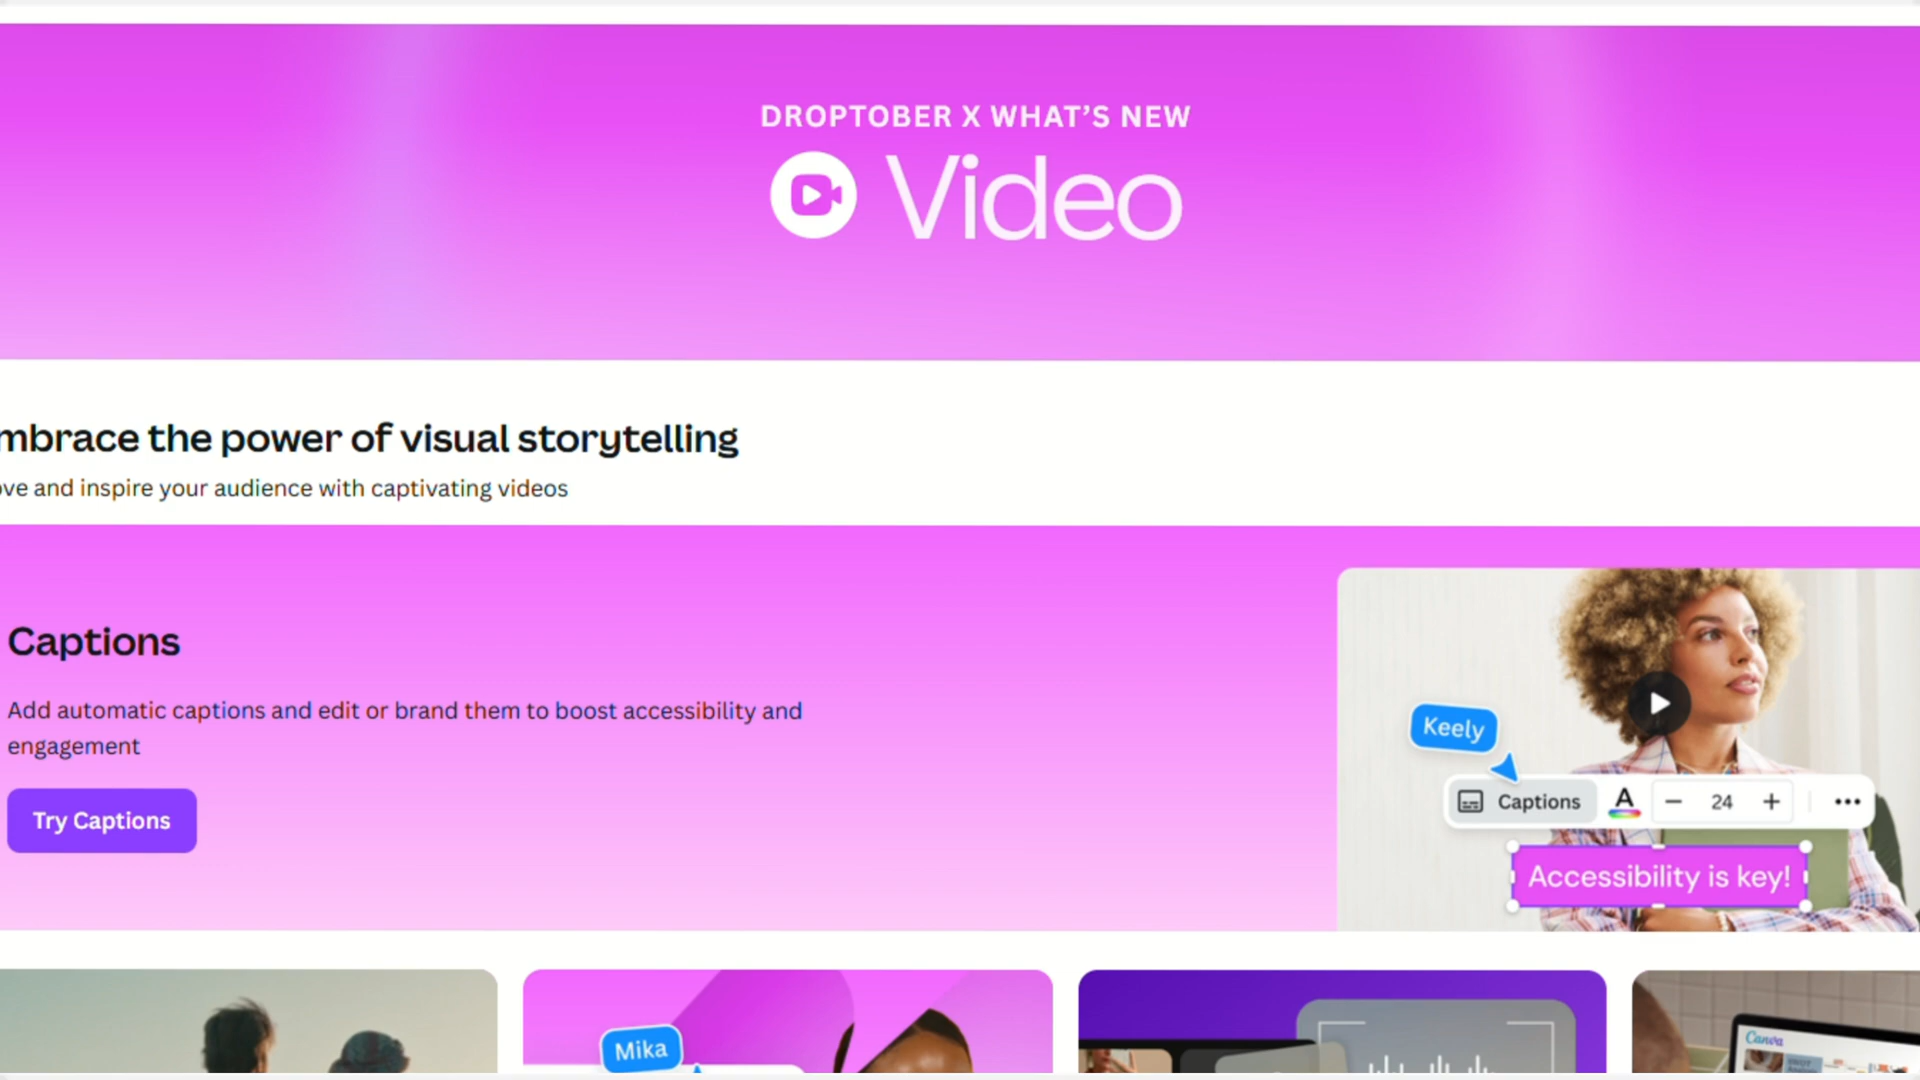 DROPTOBER X WHAT'S NEW
Video
mbrace the power of visual storytelling
ve and inspire your audience with captivating videos
Captions
Add automatic captions and edit or brand them to boost accessibility and
engagement
Try Captions
Keely
Captions A − 24 + •••
Accessibility is key!
Mika
Canva